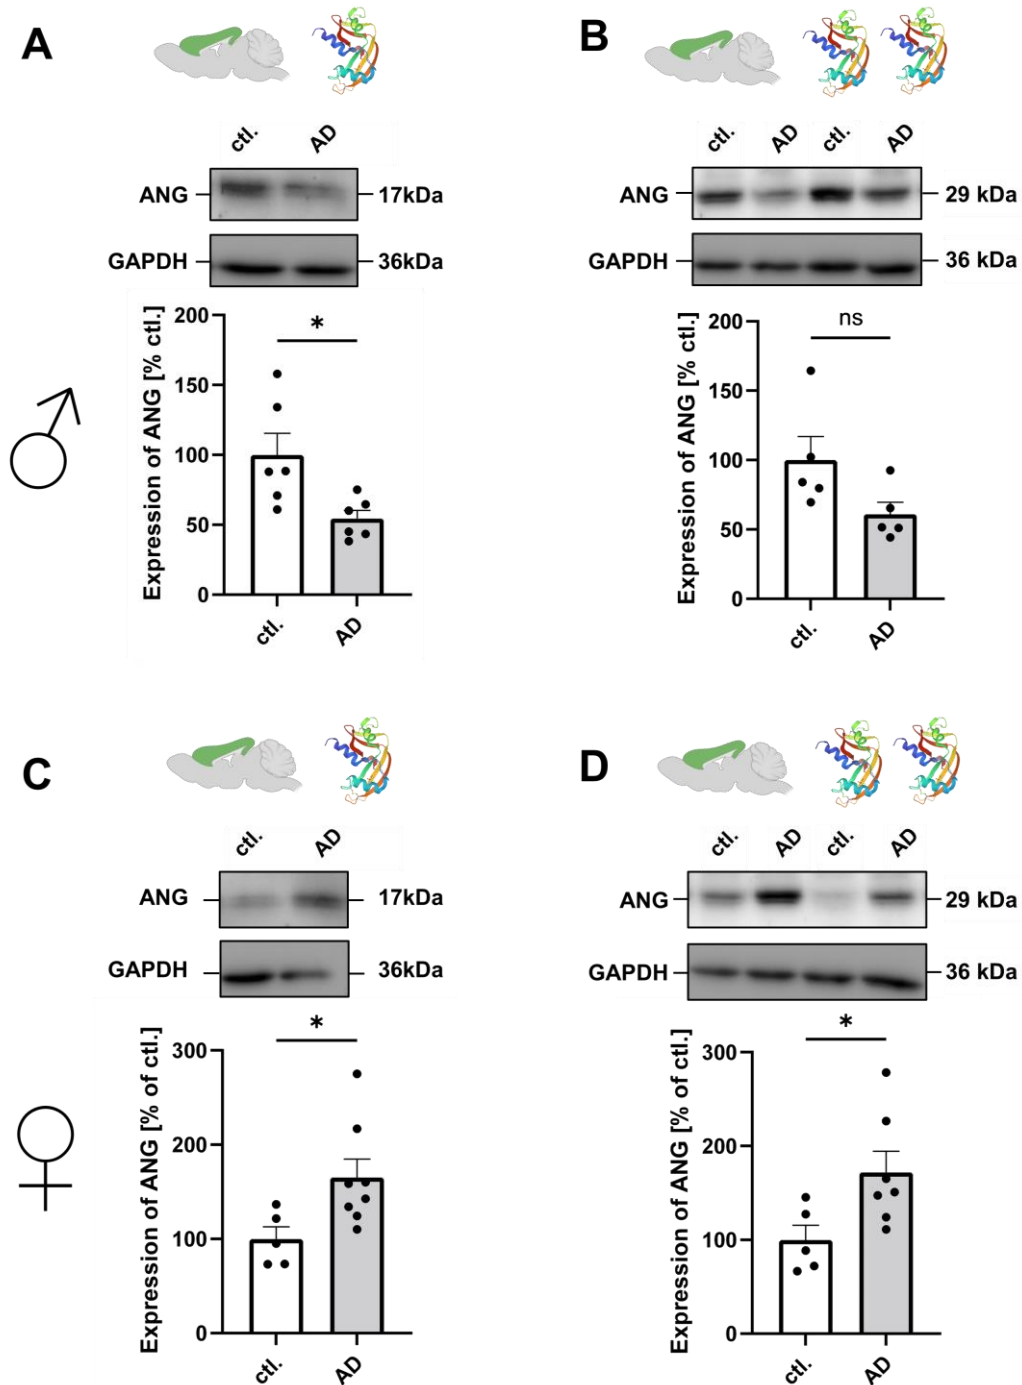 A
ctl. AD
ANG 17kDa
GAPDH 36kDa
Expression of ANG [% ctl.]
200
150
100
50
0
*
ctl. AD
B
ctl. AD ctl. AD
ANG 29 kDa
GAPDH 36 kDa
Expression of ANG [% ctl.]
200
150
100
50
0
ns
ctl. AD
C
ctl. AD
ANG 17kDa
GAPDH 36kDa
Expression of ANG [% of ctl.]
300
200
100
0
*
ctl. AD
D
ctl. AD ctl. AD
ANG 29 kDa
GAPDH 36 kDa
Expression of ANG [% of ctl.]
300
200
100
0
*
ctl. AD